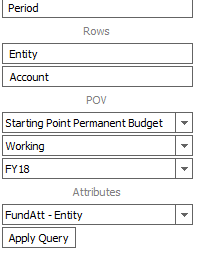 Period
Rows
Entity
Account
POV
Starting Point Permanent Budget
Working
FY18
Attributes
FundAtt - Entity
Apply Query